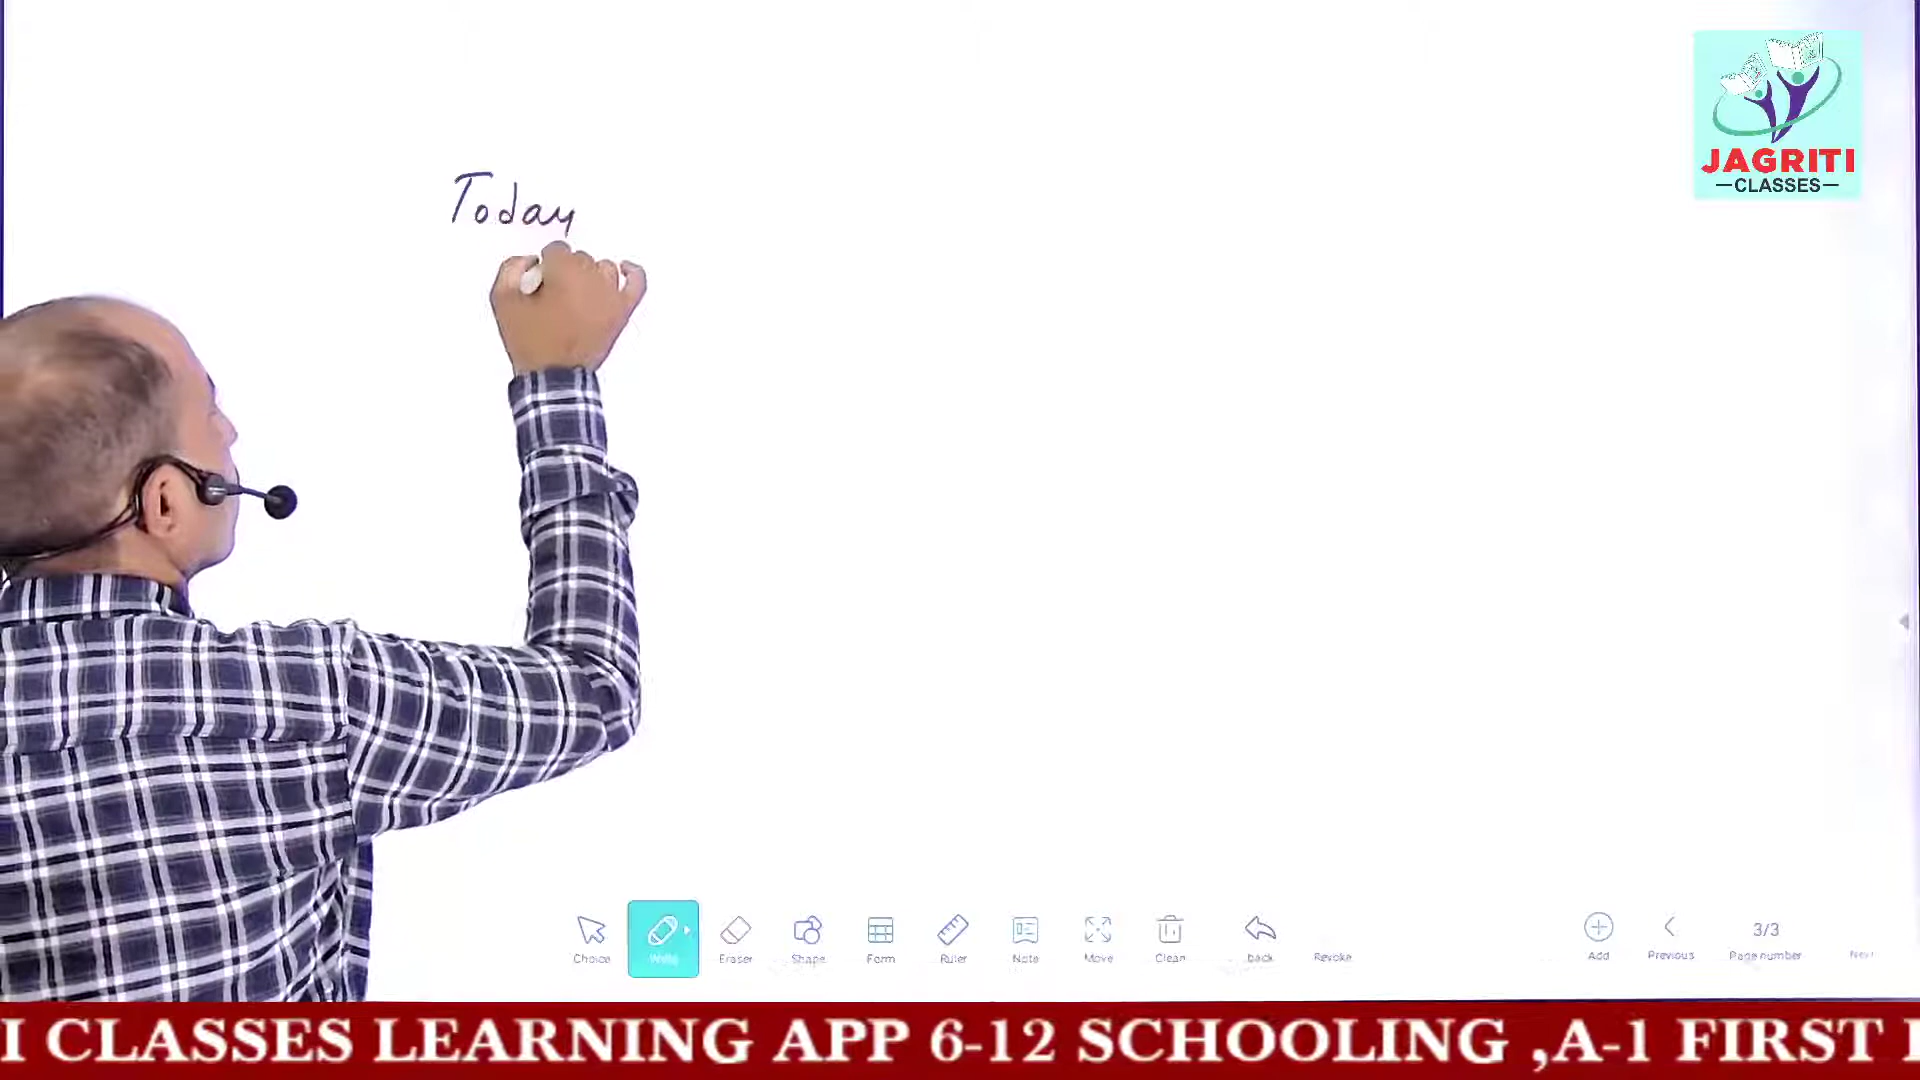 JAGRITI
CLASSES
Today
Choice
Write
Eraser
Shape
Form
Ruler
Note
Move
Clean
back
Revoke
Add
Previous
3/3
Page number
Next
I CLASSES LEARNING APP 6-12 SCHOOLING ,A-1 FIRST